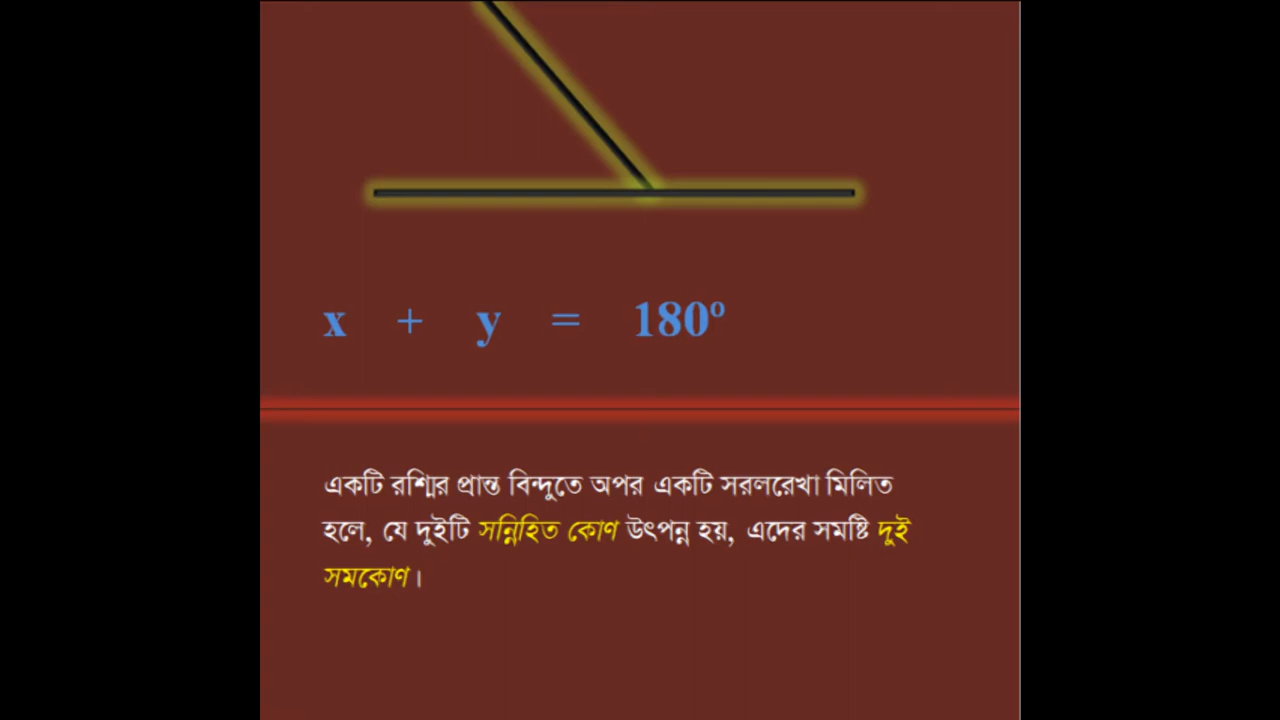 x + y = 180º
একটি রশ্মির প্রান্ত বিন্দুতে অপর একটি সরলরেখা মিলিত
হলে, যে দুইটি সন্নিহিত কোণ উৎপন্ন হয়, এদের সমষ্টি দুই
সমকোণ।